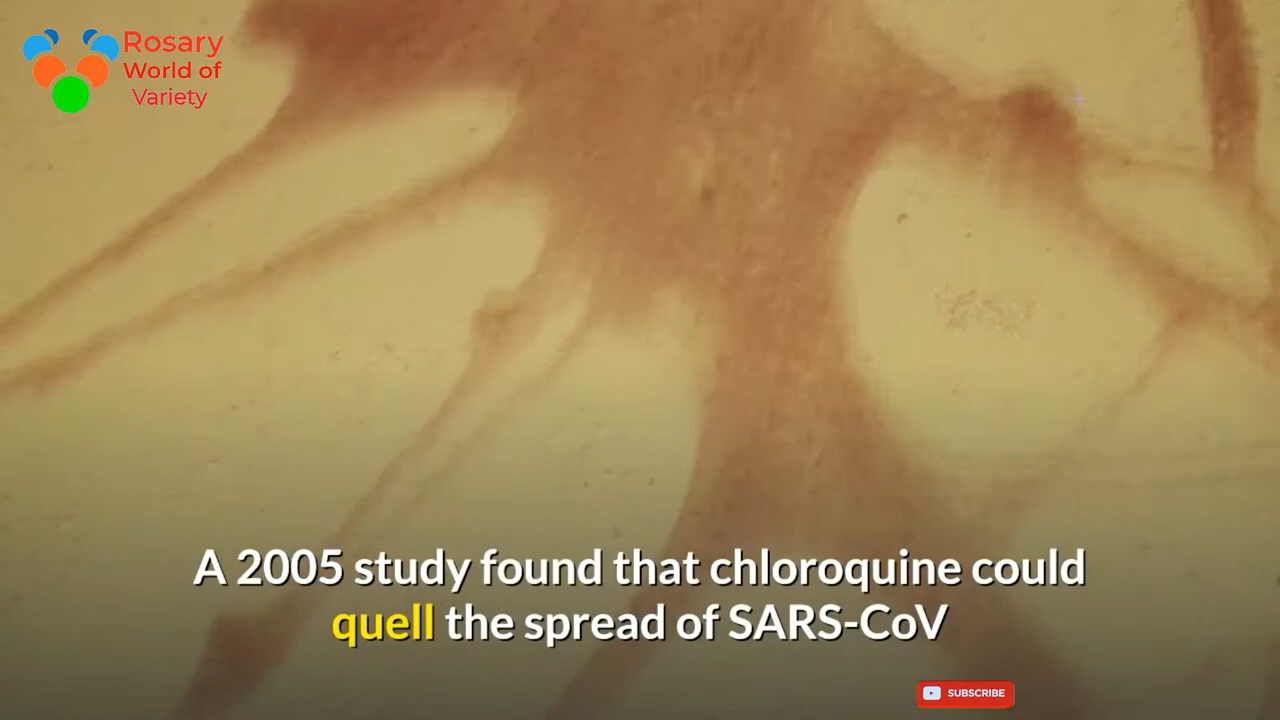 Rosary
World of
Variety
A 2005 study found that chloroquine could
quell the spread of SARS-CoV
SUBSCRIBE